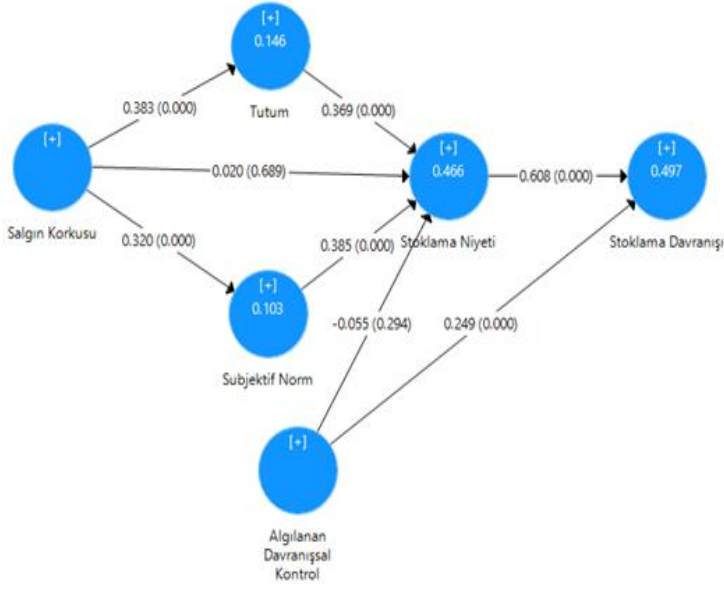 [+]
0.146
Tutum
0.383 (0.000)
0.369 (0.000)
[+]
Salgın Korkusu
0.020 (0.689)
[+]
0.466
Stoklama Niyeti
0.608 (0.000)
[+]
0.497
Stoklama Davranışı
0.320 (0.000)
0.385 (0.000)
[+]
0.103
Subjektif Norm
-0.055 (0.294)
0.249 (0.000)
[+]
Algılanan
Davranışsal
Kontrol